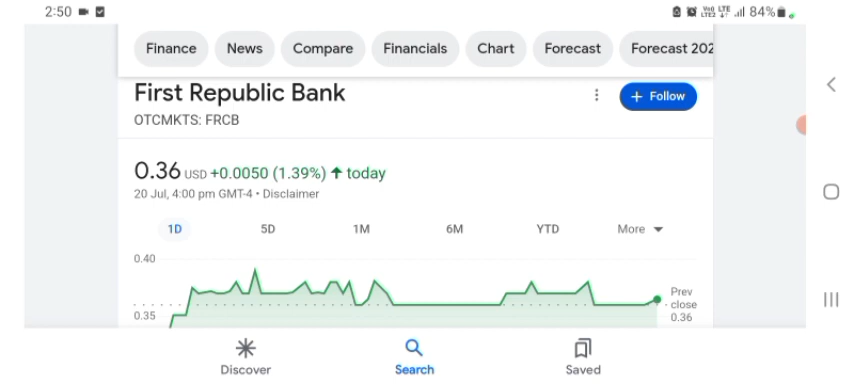 2:50 LTE LTE2 84%
Finance News Compare Financials Chart Forecast Forecast 202
First Republic Bank
+ Follow
OTCMKTS: FRCB
0.36 USD +0.0050 (1.39%) ↑ today
20 Jul, 4:00 pm GMT-4 • Disclaimer
1D 5D 1M 6M YTD More
0.40
0.35
Prev
close
0.36
Discover Search Saved